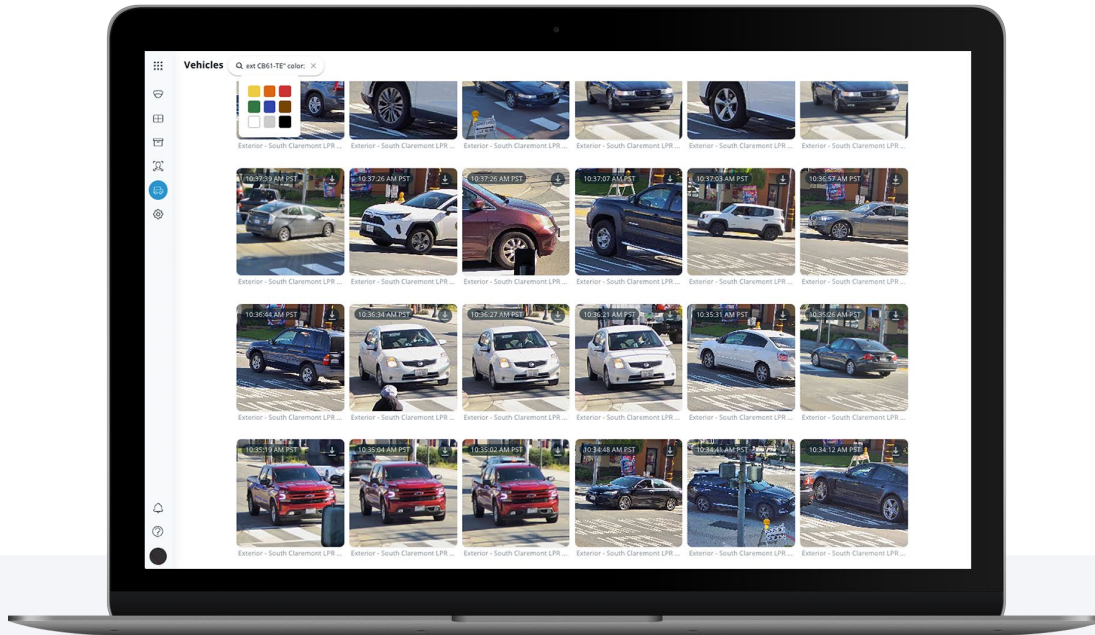 Vehicles
ext CB61-TE" color:
Exterior - South Claremont LPR ...
Exterior - South Claremont LPR ...
Exterior - South Claremont LPR ...
Exterior - South Claremont LPR ...
Exterior - South Claremont LPR ...
Exterior - South Claremont LPR ...
10:37:39 AM PST
10:37:26 AM PST
10:37:26 AM PST
10:37:07 AM PST
10:37:03 AM PST
10:36:57 AM PST
Exterior - South Claremont LPR ...
Exterior - South Claremont LPR ...
Exterior - South Claremont LPR ...
Exterior - South Claremont LPR ...
Exterior - South Claremont LPR ...
Exterior - South Claremont LPR ...
10:36:44 AM PST
10:36:34 AM PST
10:36:27 AM PST
10:36:21 AM PST
10:35:31 AM PST
10:35:26 AM PST
Exterior - South Claremont LPR ...
Exterior - South Claremont LPR ...
Exterior - South Claremont LPR ...
Exterior - South Claremont LPR ...
Exterior - South Claremont LPR ...
Exterior - South Claremont LPR ...
10:35:19 AM PST
10:35:04 AM PST
10:35:02 AM PST
10:34:48 AM PST
10:34:41 AM PST
10:34:12 AM PST
Exterior - South Claremont LPR ...
Exterior - South Claremont LPR ...
Exterior - South Claremont LPR ...
Exterior - South Claremont LPR ...
Exterior - South Claremont LPR ...
Exterior - South Claremont LPR ...